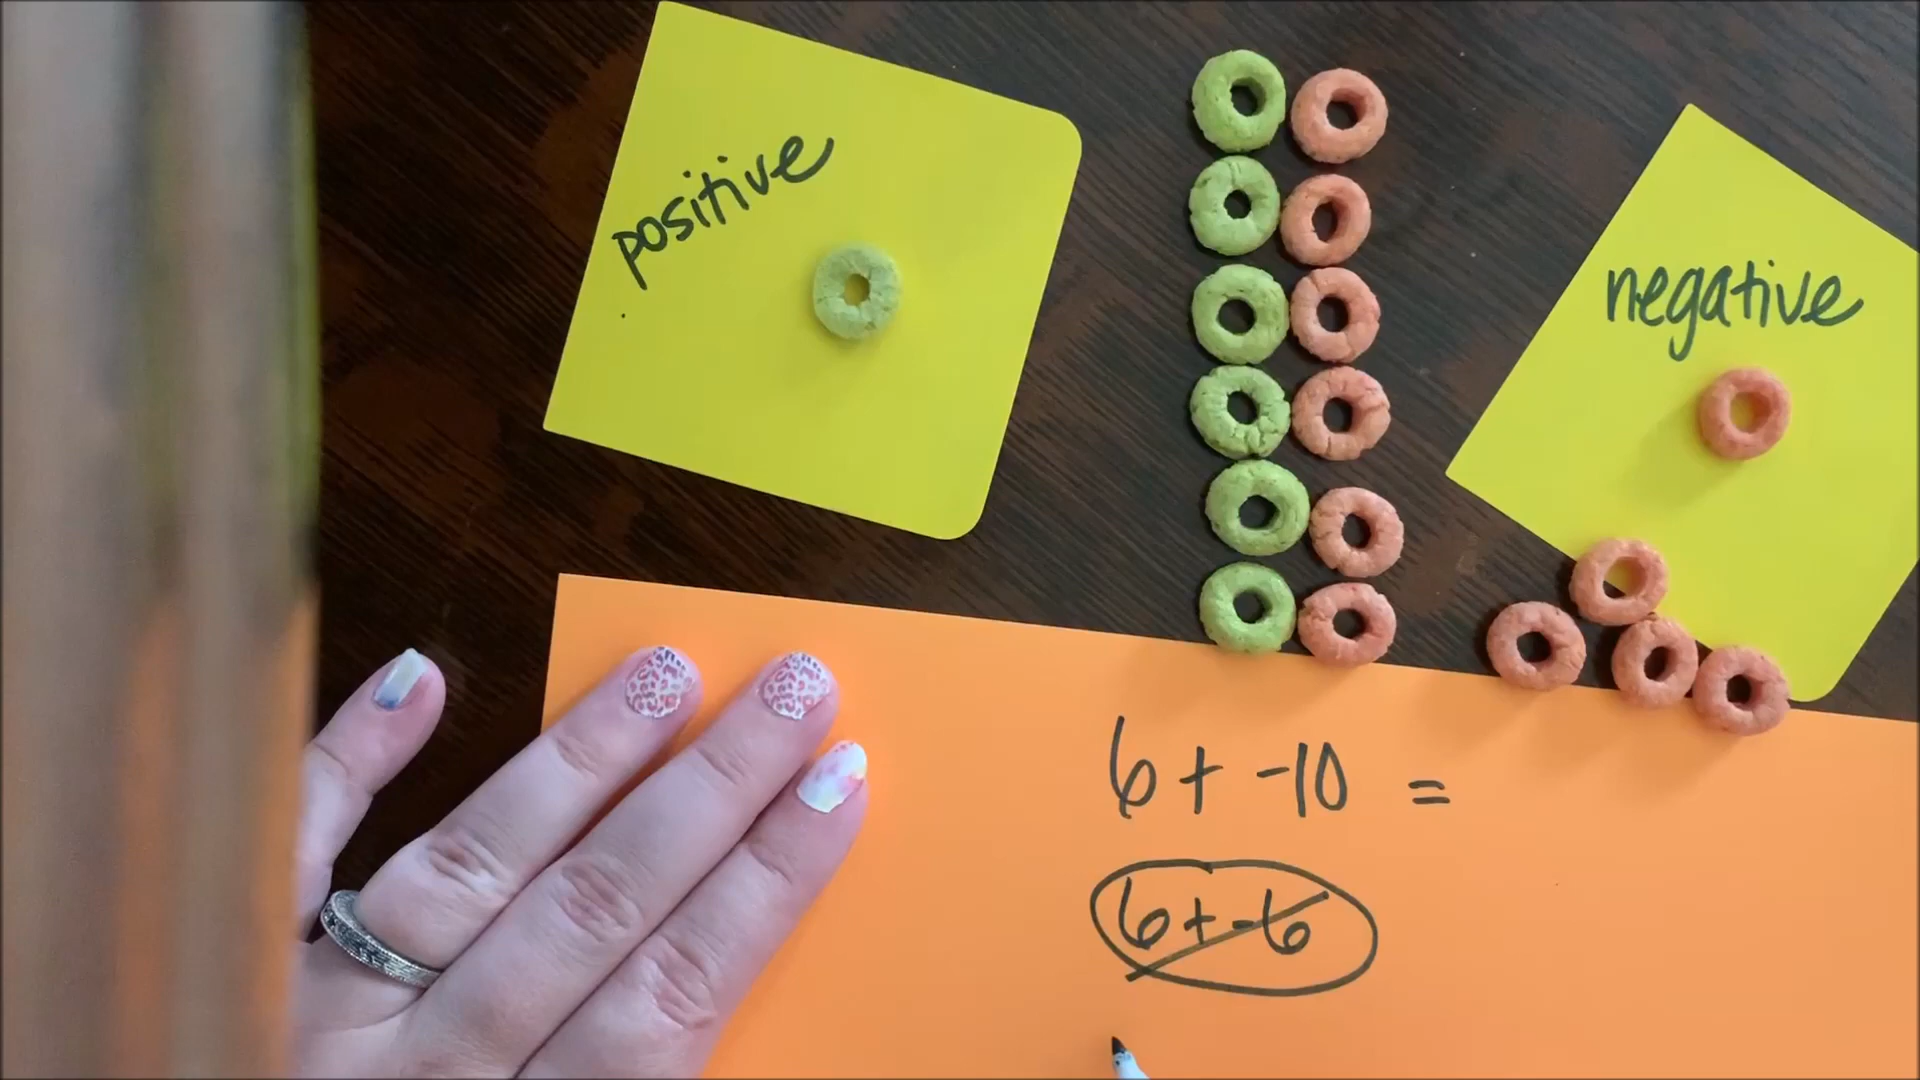 positive
negative
6 + -10 =
6 + -6